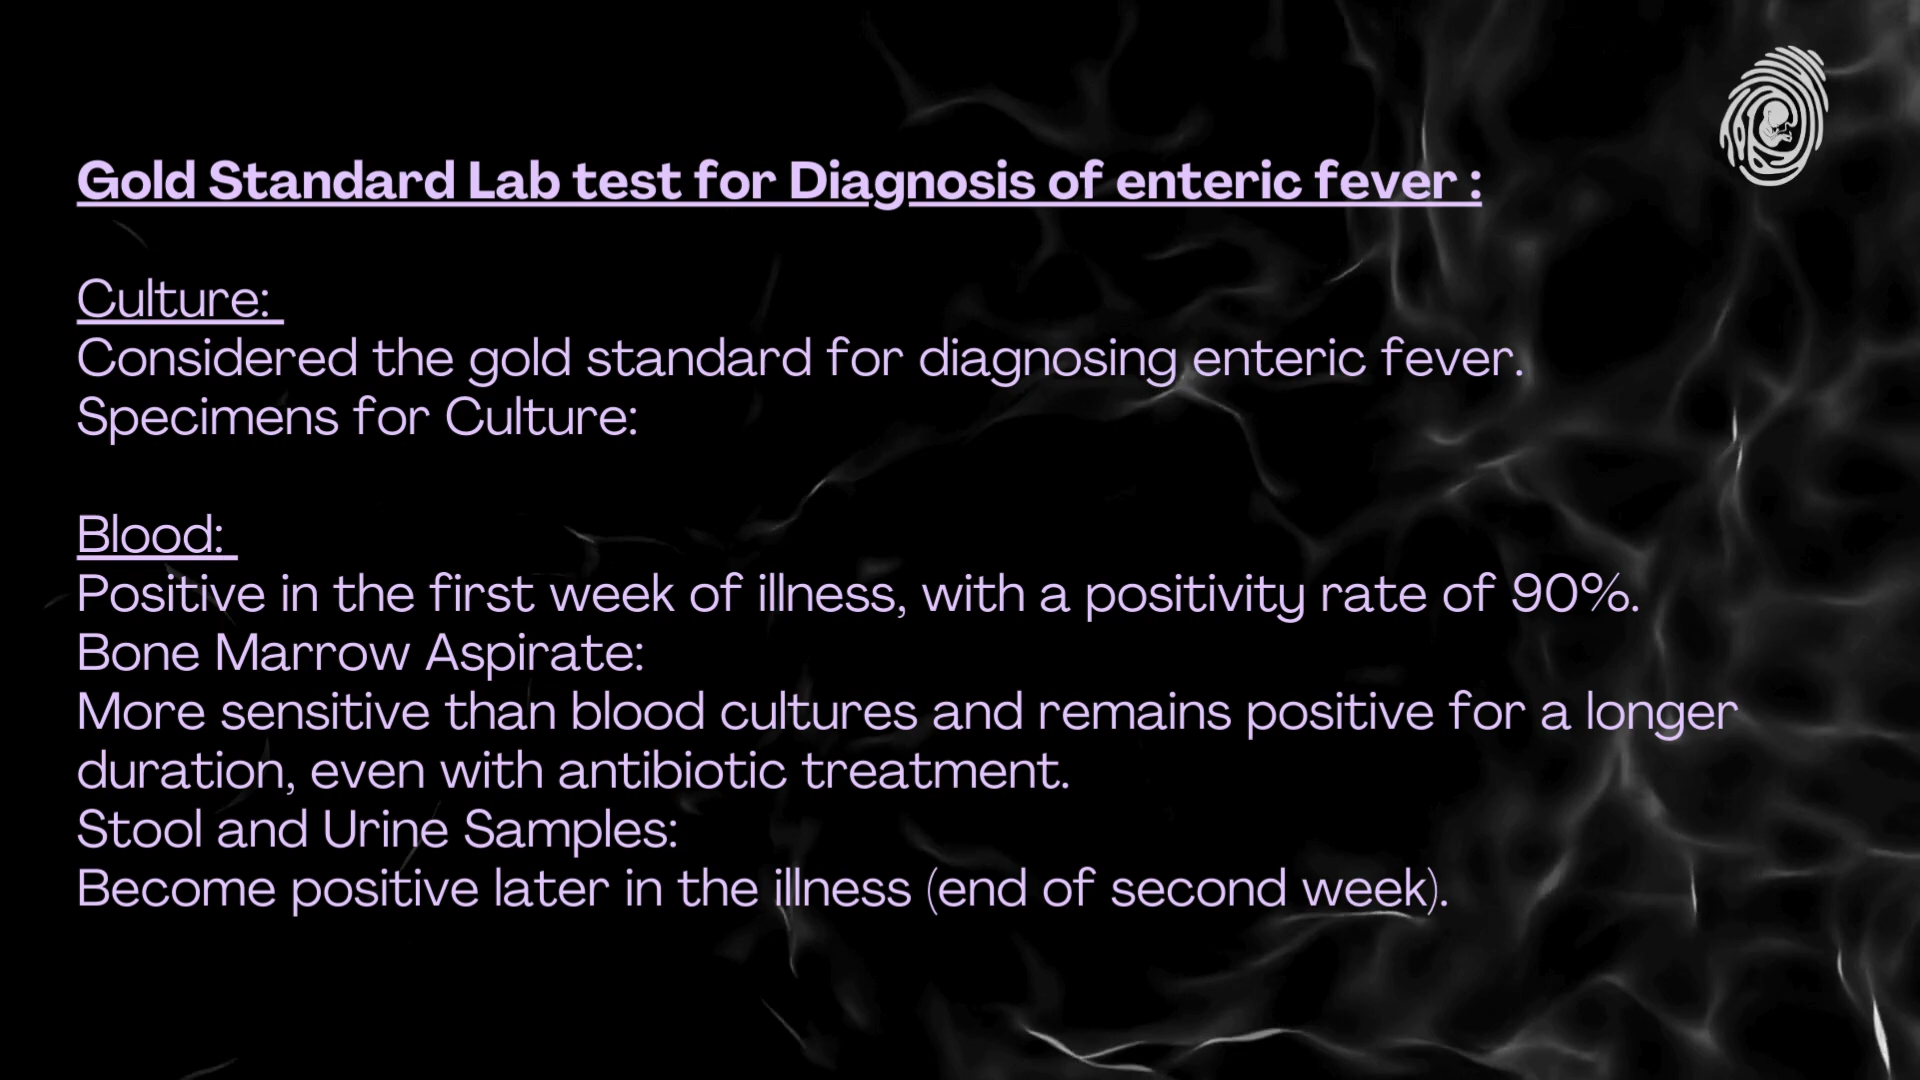 Gold Standard Lab test for Diagnosis of enteric fever :
Culture:
Considered the gold standard for diagnosing enteric fever.
Specimens for Culture:
Blood:
Positive in the first week of illness, with a positivity rate of 90%.
Bone Marrow Aspirate:
More sensitive than blood cultures and remains positive for a longer
duration, even with antibiotic treatment.
Stool and Urine Samples:
Become positive later in the illness (end of second week).